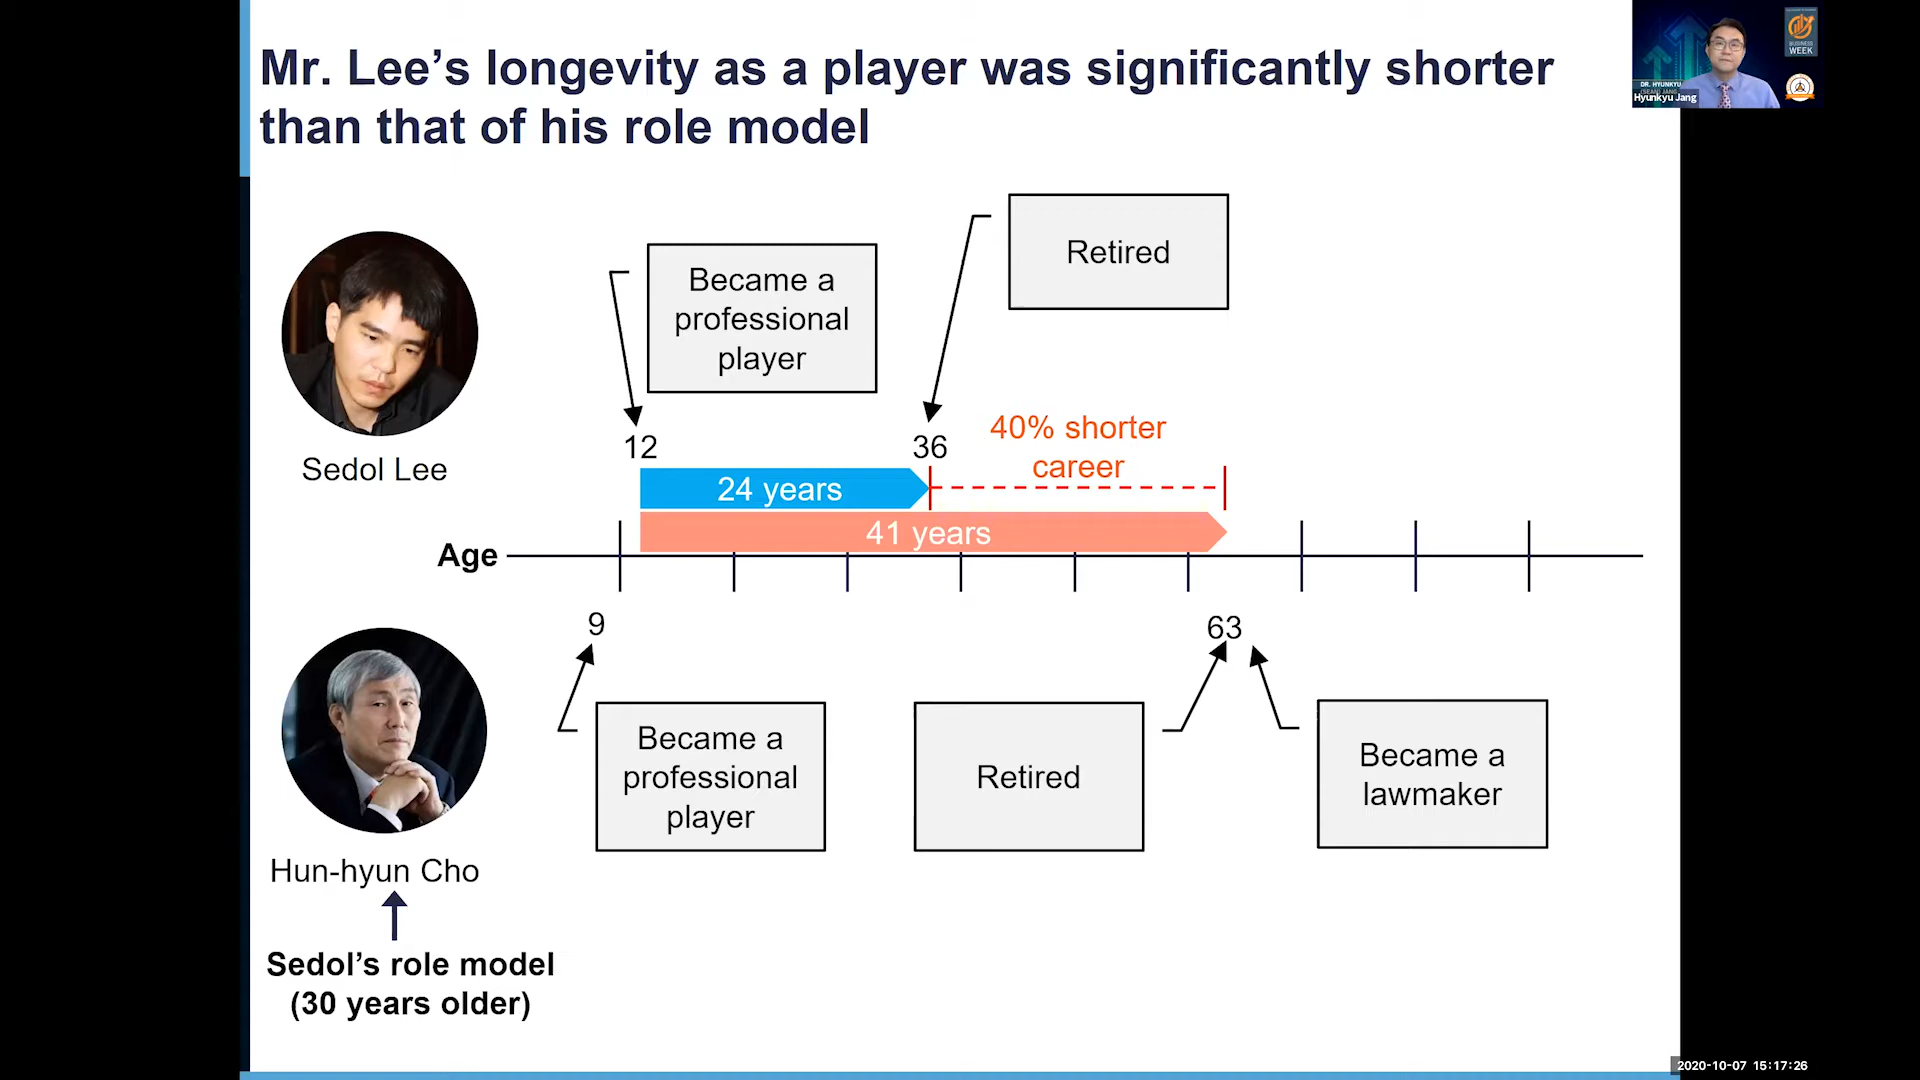 Mr. Lee’s longevity as a player was significantly shorter
than that of his role model
DR. HYUNKYU
Hyunkyu Jang
BUSINESS
WEEK
Became a
professional
player
Retired
12
36
40% shorter
career
Sedol Lee
24 years
41 years
Age
9
63
Became a
professional
player
Retired
Became a
lawmaker
Hun-hyun Cho
Sedol’s role model
(30 years older)
2020-10-07 15:17:26